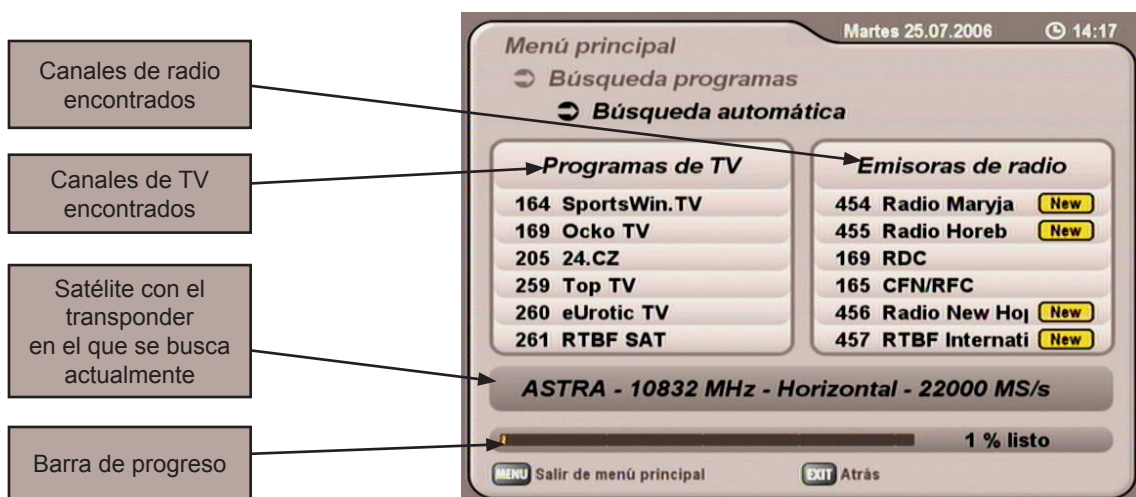 Canales de radio
encontrados
Canales de TV
encontrados
Satélite con el
transponder
en el que se busca
actualmente
Barra de progreso
Martes 25.07.2006 14:17
Menú principal
Búsqueda programas
Búsqueda automática
Programas de TV
164 SportsWin.TV
169 Ocko TV
205 24.CZ
259 Top TV
260 eUrotic TV
261 RTBF SAT
Emisoras de radio
454 Radio Maryja New
455 Radio Horeb New
169 RDC
165 CFN/RFC
456 Radio New Ho New
457 RTBF Internati New
ASTRA - 10832 MHz - Horizontal - 22000 MS/s
1 % listo
MENU Salir de menú principal
EXIT Atrás